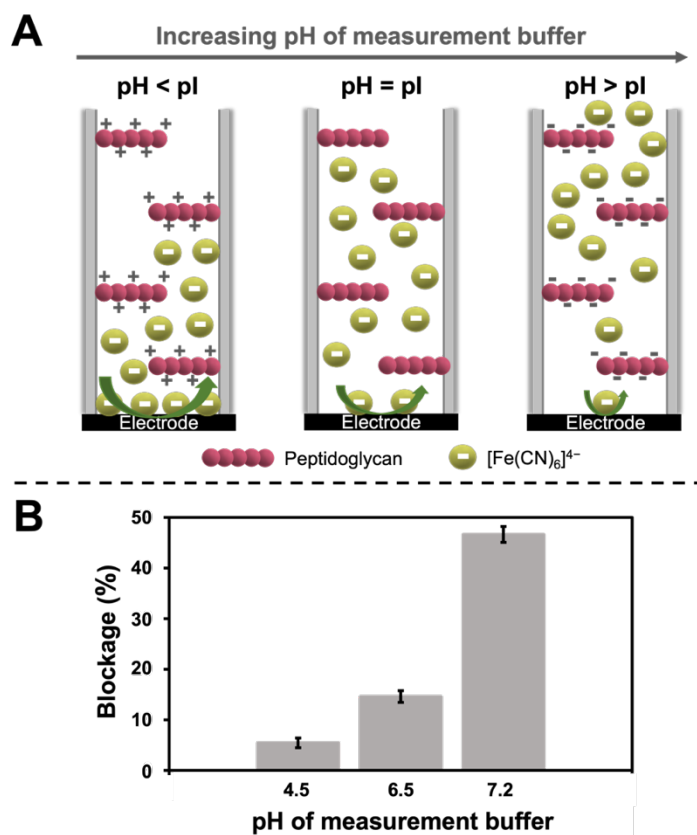 A
Increasing pH of measurement buffer
pH < pI
pH = pI
pH > pI
Electrode
Electrode
Electrode
Peptidoglycan
[Fe(CN)₆]⁴⁻
B
Blockage (%)
50
40
30
20
10
0
4.5
6.5
7.2
pH of measurement buffer